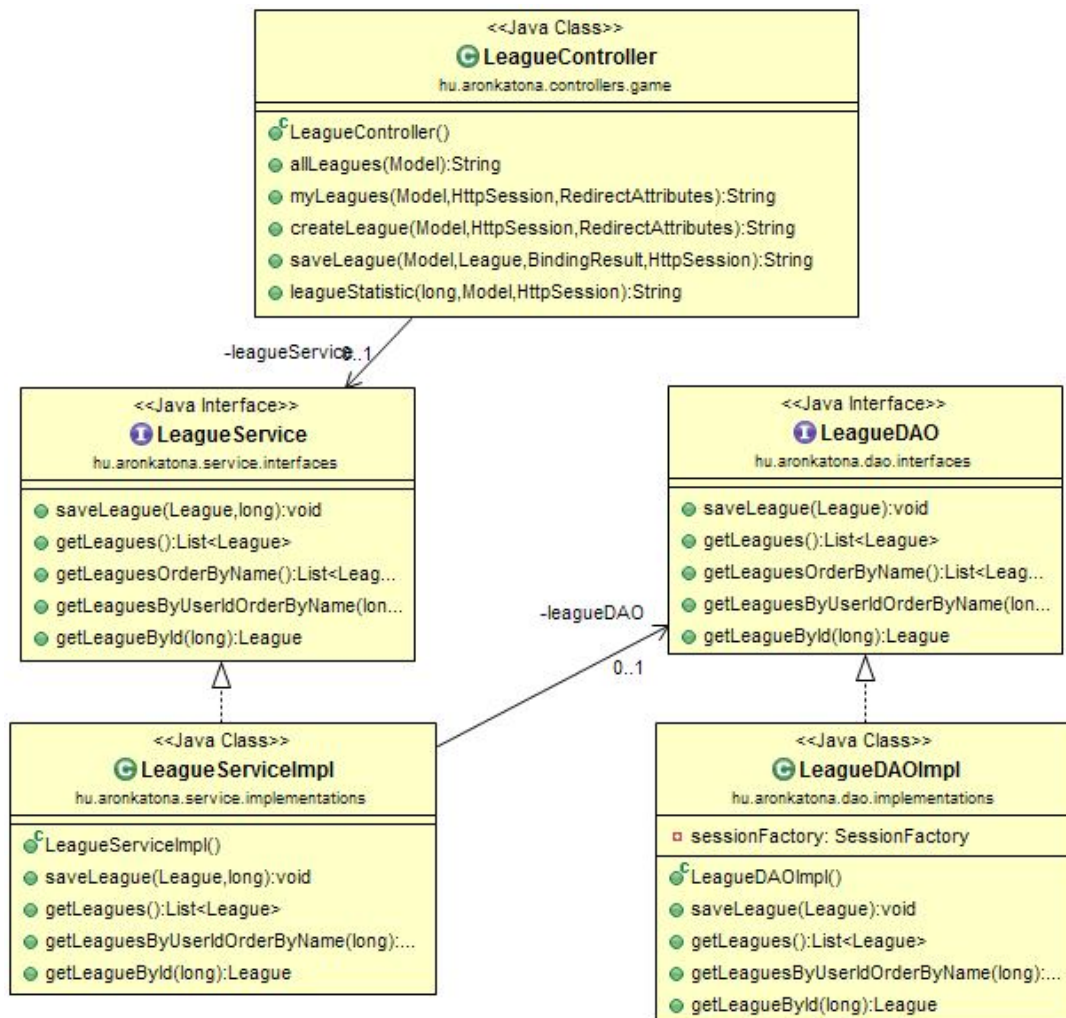 <<Java Class>>
LeagueController
hu.aronkatona.controllers.game
LeagueController()
allLeagues(Model):String
myLeagues(Model,HttpSession,RedirectAttributes):String
createLeague(Model,HttpSession,RedirectAttributes):String
saveLeague(Model,League,BindingResult,HttpSession):String
leagueStatistic(long,Model,HttpSession):String
-leagueService
0..1
<<Java Interface>>
LeagueService
hu.aronkatona.service.interfaces
saveLeague(League,long):void
getLeagues():List<League>
getLeaguesOrderByName():List<Leag...
getLeaguesByUserIdOrderByName(lon...
getLeagueById(long):League
<<Java Interface>>
LeagueDAO
hu.aronkatona.dao.interfaces
saveLeague(League):void
getLeagues():List<League>
getLeaguesOrderByName():List<Leag...
getLeaguesByUserIdOrderByName(lon...
getLeagueById(long):League
-leagueDAO
0..1
<<Java Class>>
LeagueServiceImpl
hu.aronkatona.service.implementations
LeagueServiceImpl()
saveLeague(League,long):void
getLeagues():List<League>
getLeaguesByUserIdOrderByName(long):...
getLeagueById(long):League
<<Java Class>>
LeagueDAOImpl
hu.aronkatona.dao.implementations
sessionFactory: SessionFactory
LeagueDAOImpl()
saveLeague(League):void
getLeagues():List<League>
getLeaguesByUserIdOrderByName(long):...
getLeagueById(long):League